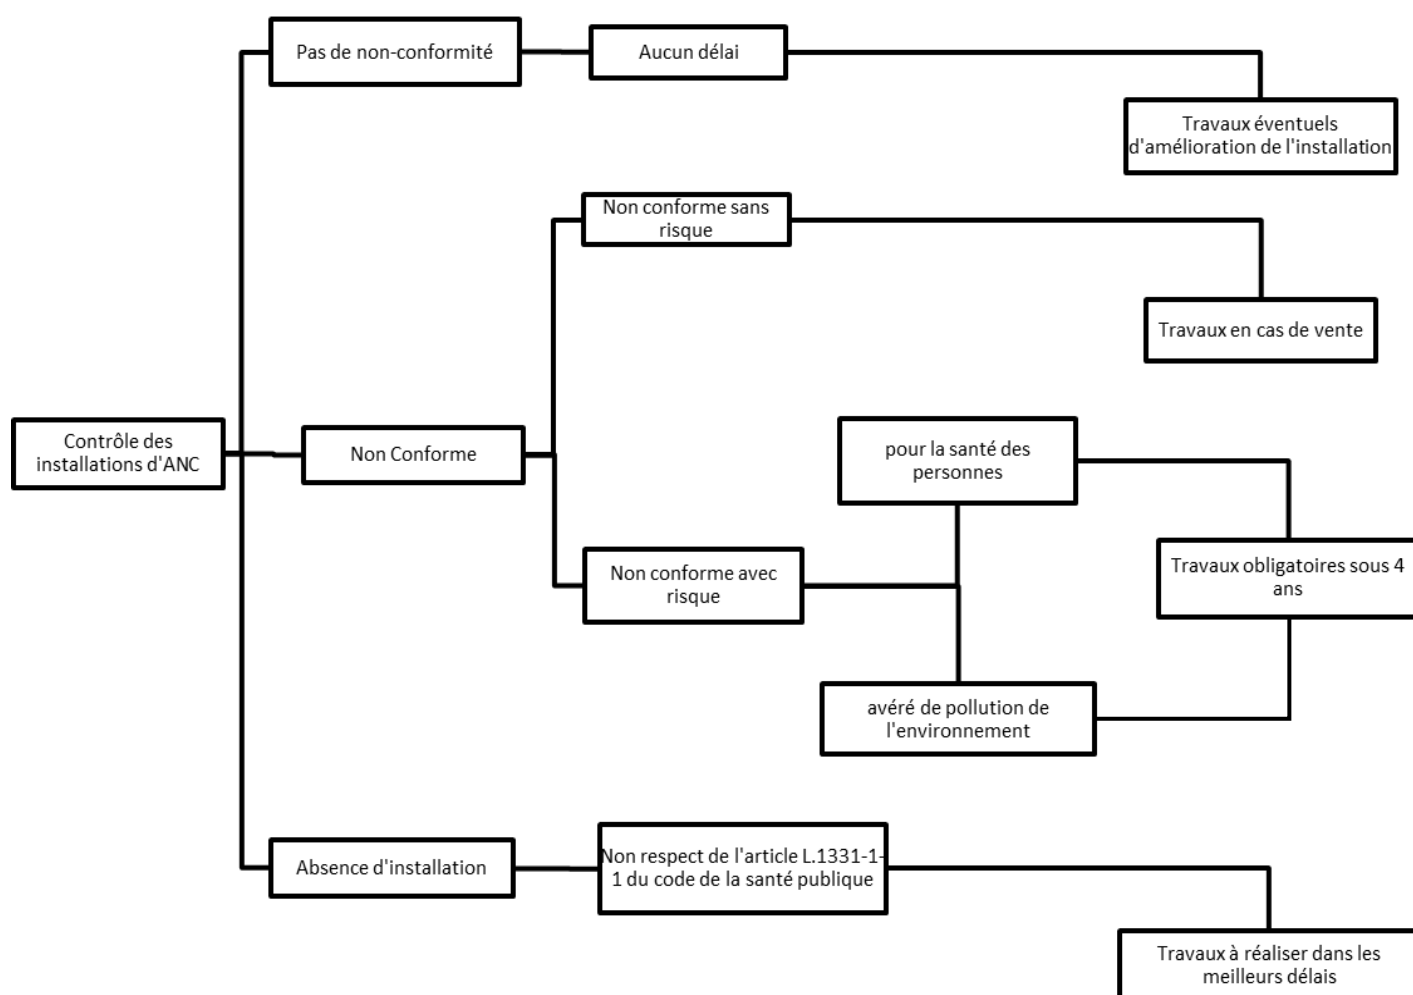 Pas de non-conformité
Aucun délai
Travaux éventuels
d'amélioration de l'installation
Non conforme sans
risque
Travaux en cas de vente
Contrôle des
installations d'ANC
Non Conforme
pour la santé des
personnes
Non conforme avec
risque
Travaux obligatoires sous 4
ans
avéré de pollution de
l'environnement
Absence d'installation
Non respect de l'article L.1331-1-
1 du code de la santé publique
Travaux à réaliser dans les
meilleurs délais